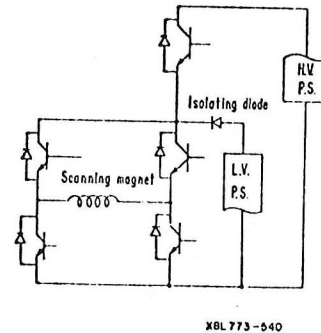 H.V.
P.S.
Isolating diode
L.V.
P.S.
Scanning magnet
XBL 773-540